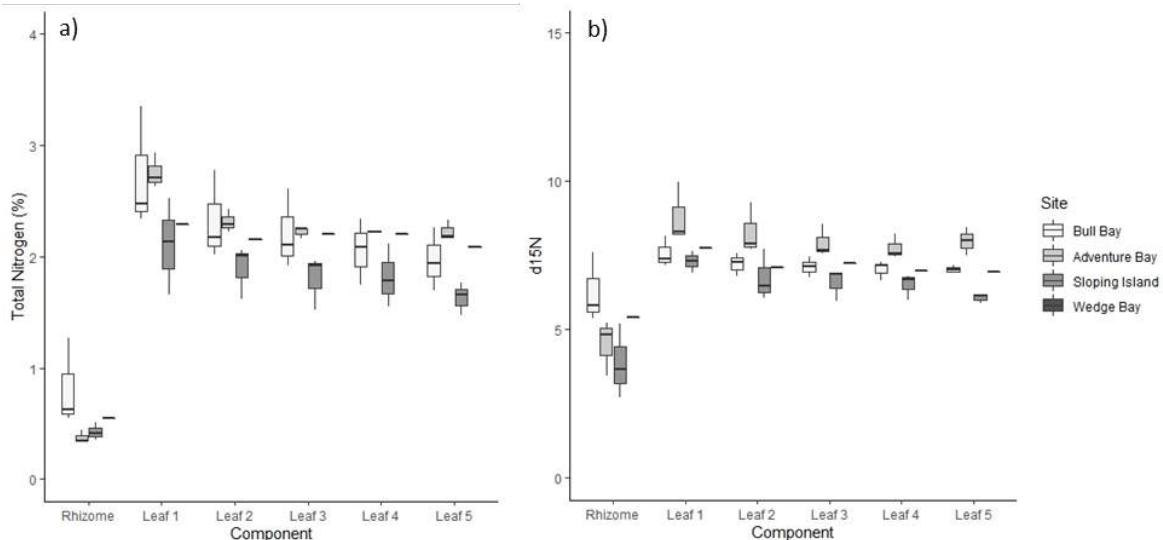 a)
4
3
2
1
0
Total Nitrogen (%)
Rhizome Leaf 1 Leaf 2 Leaf 3 Leaf 4 Leaf 5
Component
b)
15
10
5
0
d15N
Rhizome Leaf 1 Leaf 2 Leaf 3 Leaf 4 Leaf 5
Component
Site
Bull Bay
Adventure Bay
Sloping Island
Wedge Bay